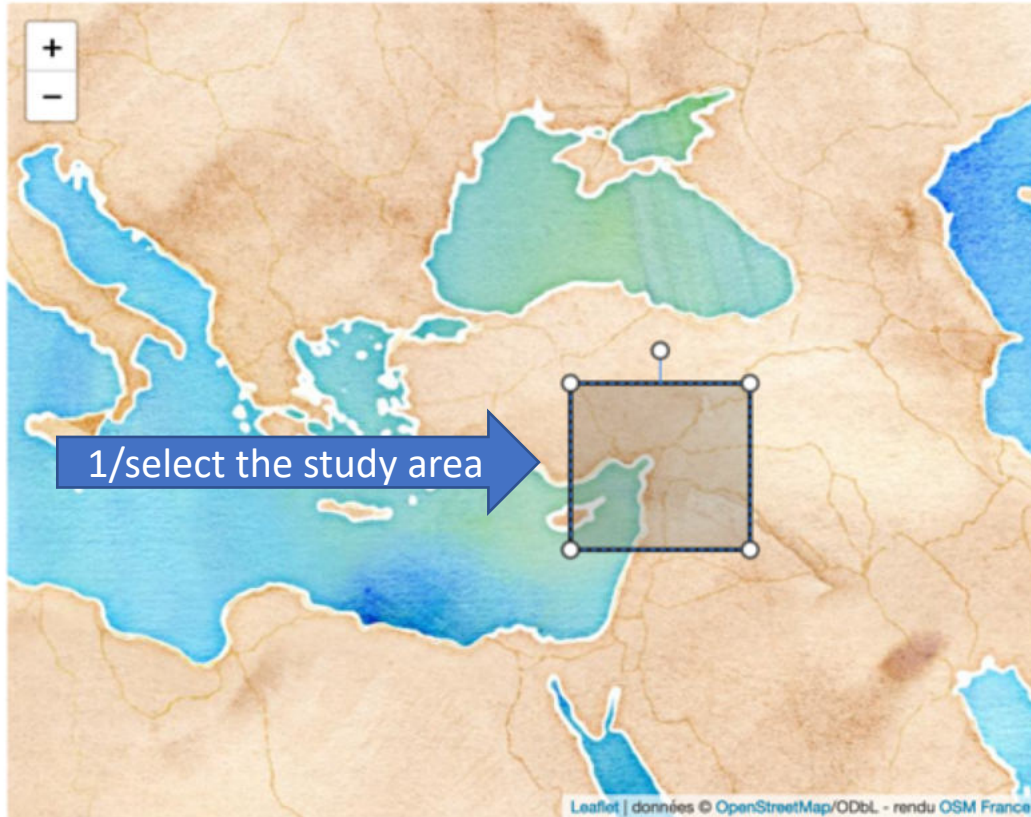 +
−
1/select the study area
Leaflet | données © OpenStreetMap/ODbL - rendu OSM France